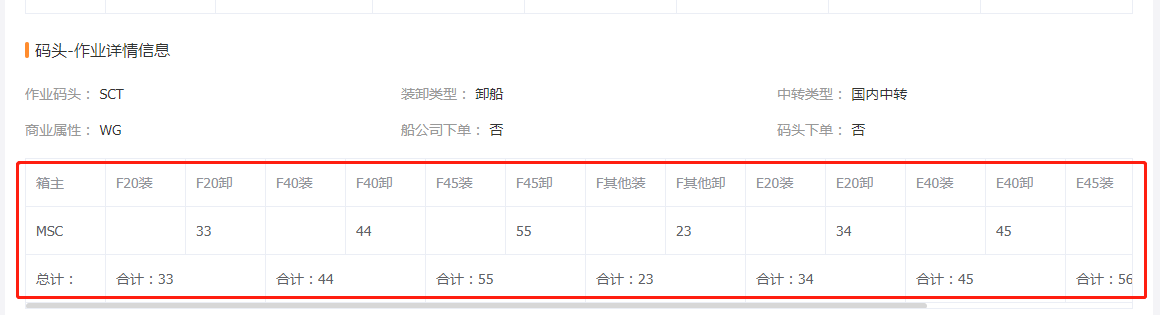 码头-作业详情信息
作业码头： SCT 装卸类型： 卸船 中转类型： 国内中转
商业属性： WG 船公司下单： 否 码头下单： 否
箱主 F20装 F20卸 F40装 F40卸 F45装 F45卸 F其他装 F其他卸 E20装 E20卸 E40装 E40卸 E45装
MSC 33 44 55 23 34 45
总计： 合计：33 合计：44 合计：55 合计：23 合计：34 合计：45 合计：56